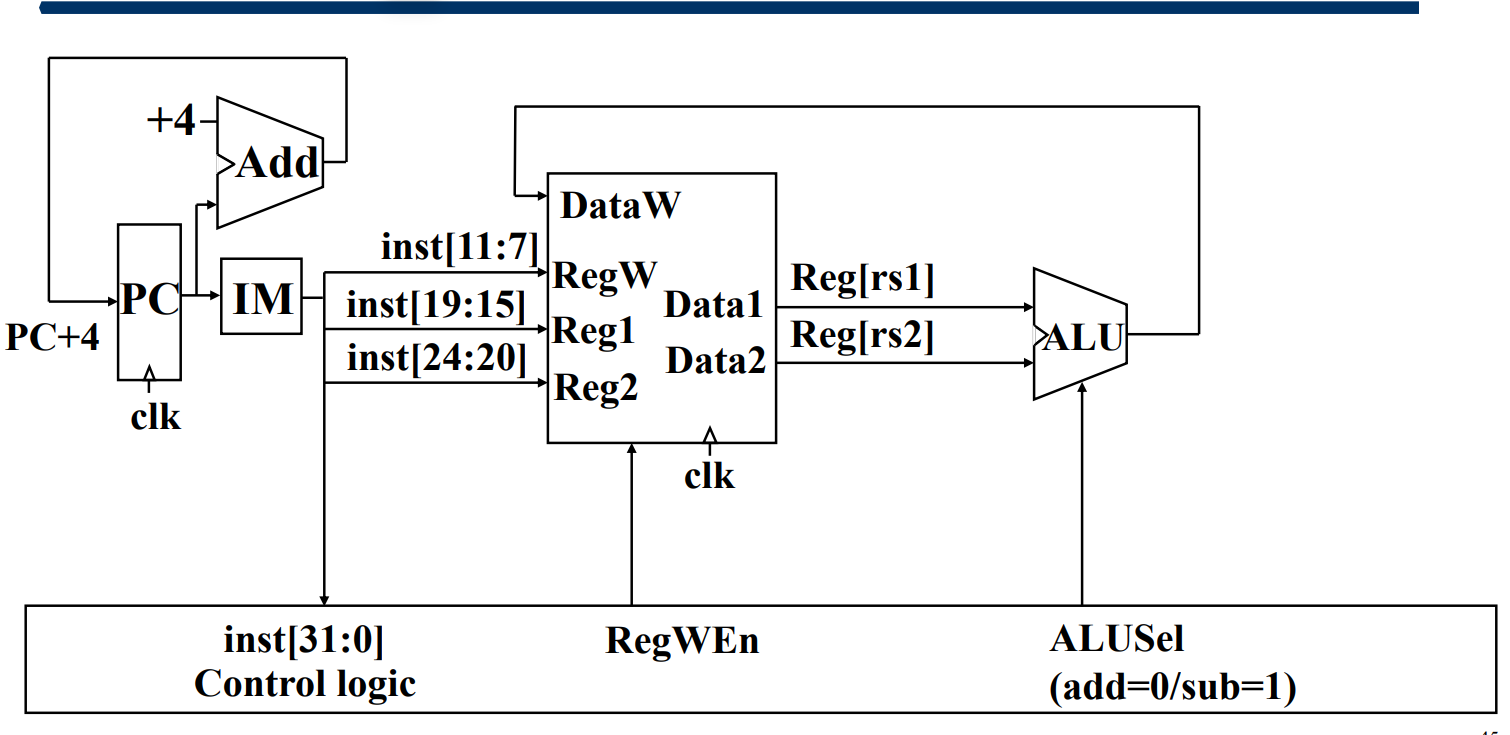 +4
Add
inst[11:7]
DataW
RegW
Reg[rs1]
PC
IM
inst[19:15]
Data1
PC+4
Reg1
Reg[rs2]
ALU
inst[24:20]
Data2
Reg2
clk
clk
inst[31:0]
RegWEn
ALUSel
Control logic
(add=0/sub=1)